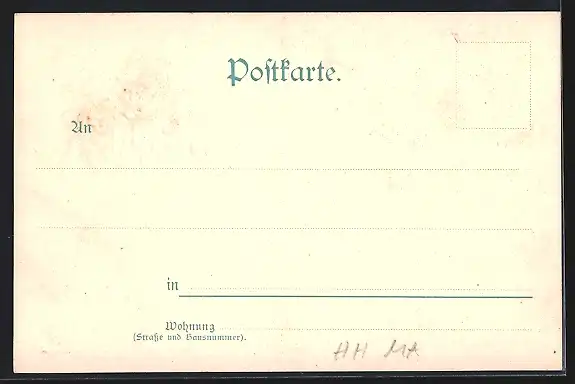 Postkarte.
An
in
Wohnung
(Straße und Hausnummer).
HH MA